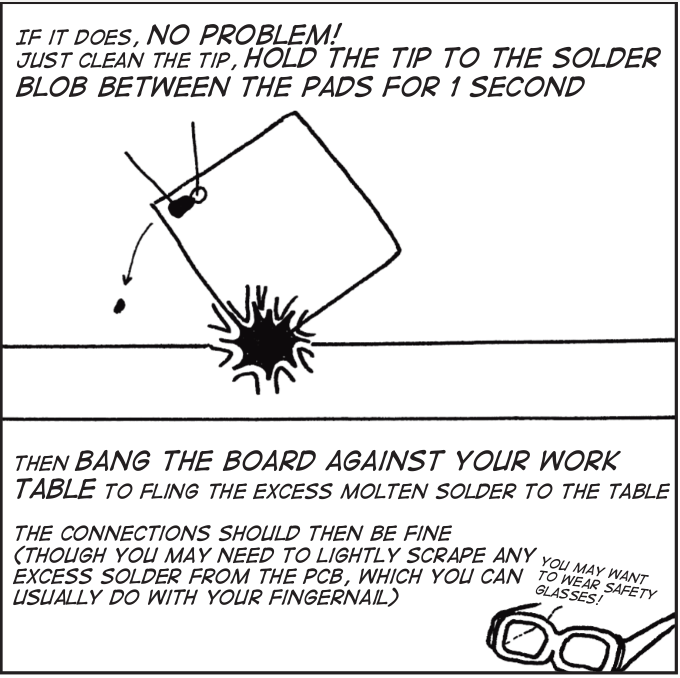 IF IT DOES, NO PROBLEM!
JUST CLEAN THE TIP, HOLD THE TIP TO THE SOLDER
BLOB BETWEEN THE PADS FOR 1 SECOND
THEN BANG THE BOARD AGAINST YOUR WORK
TABLE TO FLING THE EXCESS MOLTEN SOLDER TO THE TABLE
THE CONNECTIONS SHOULD THEN BE FINE
(THOUGH YOU MAY NEED TO LIGHTLY SCRAPE ANY
EXCESS SOLDER FROM THE PCB, WHICH YOU CAN
USUALLY DO WITH YOUR FINGERNAIL)
YOU MAY WANT
TO WEAR SAFETY
GLASSES!